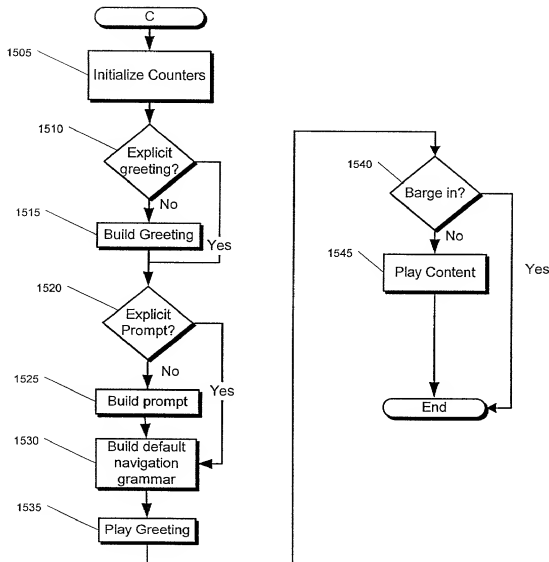 C
1505
Initialize Counters
1510
Explicit
greeting?
No
1515
Build Greeting
Yes
1520
Explicit
Prompt?
No
Yes
1525
Build prompt
1530
Build default
navigation
grammar
1535
Play Greeting
1540
Barge in?
No
1545
Play Content
Yes
End